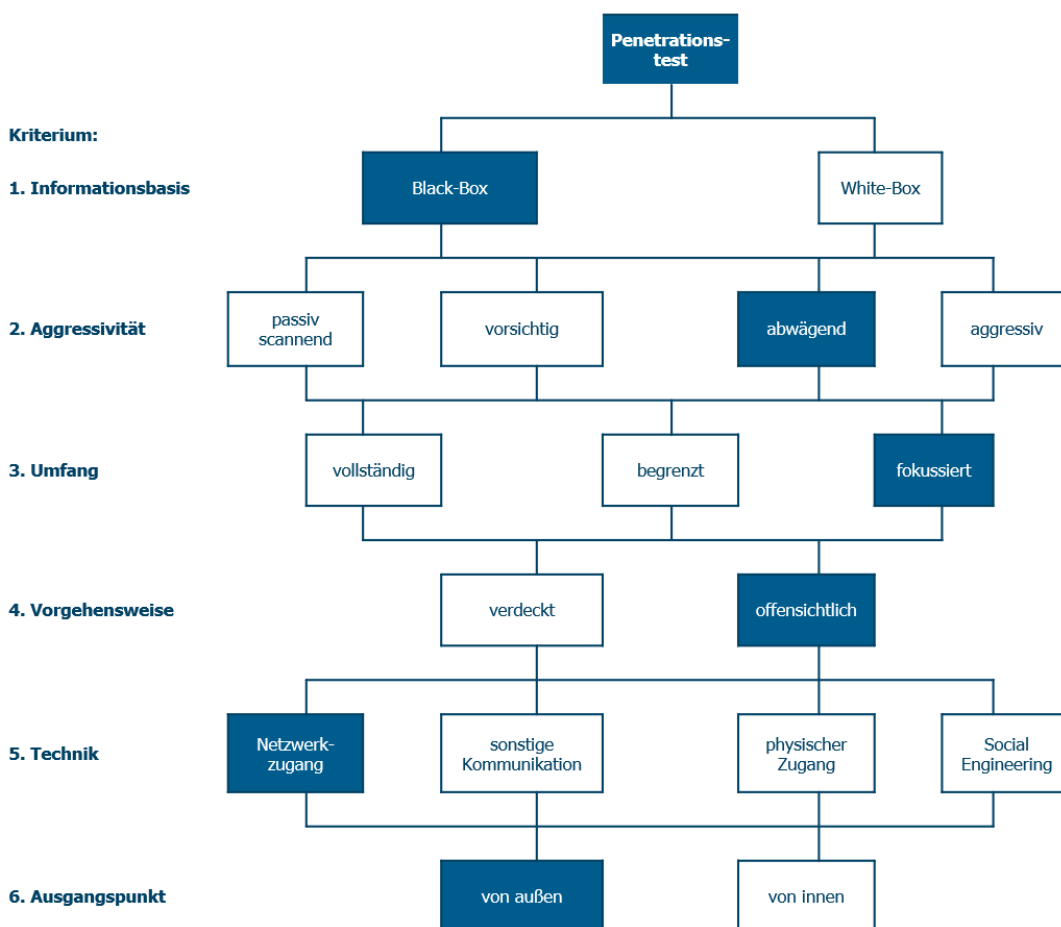 Penetrations-
test
Kriterium:
1. Informationsbasis
Black-Box
White-Box
2. Aggressivität
passiv
scannend
vorsichtig
abwägend
aggressiv
3. Umfang
vollständig
begrenzt
fokussiert
4. Vorgehensweise
verdeckt
offensichtlich
5. Technik
Netzwerk-
zugang
sonstige
Kommunikation
physischer
Zugang
Social
Engineering
6. Ausgangspunkt
von außen
von innen